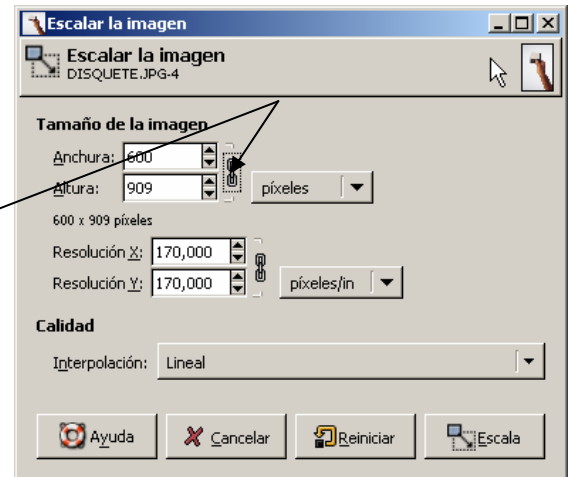 Escalar la imagen
Escalar la imagen
DISQUETE.JPG-4
Tamaño de la imagen
Anchura: 600
Altura: 909 píxeles
600 x 909 píxeles
Resolución X: 170,000
Resolución Y: 170,000 píxeles/in
Calidad
Interpolación: Lineal
Ayuda Cancelar Reiniciar Escala